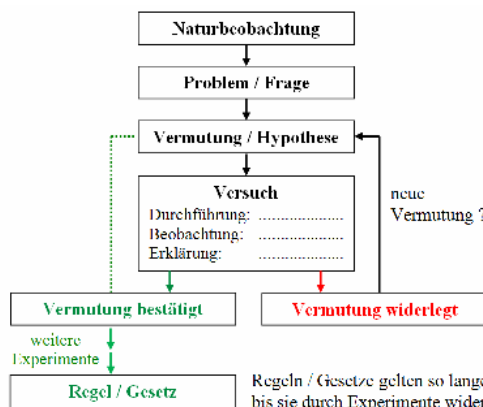 Naturbeobachtung
Problem / Frage
Vermutung / Hypothese
Versuch
Durchführung: .....................
Beobachtung: .....................
Erklärung: .....................
neue
Vermutung ?
Vermutung bestätigt
Vermutung widerlegt
weitere
Experimente
Regel / Gesetz
Regeln / Gesetze gelten so lange
bis sie durch Experimente wider